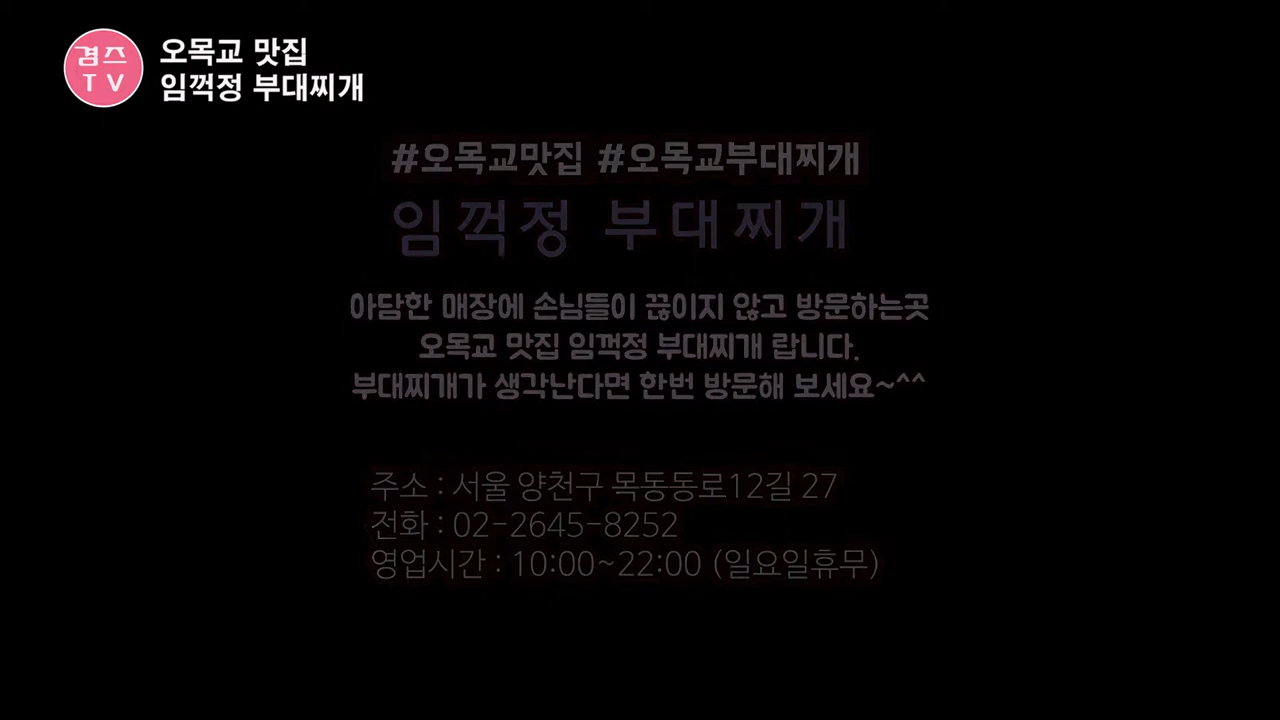 겸즈
TV
오목교 맛집
임꺽정 부대찌개
#오목교맛집 #오목교부대찌개
임꺽정 부대찌개
아담한 매장에 손님들이 끊이지 않고 방문하는곳
오목교 맛집 임꺽정 부대찌개 랍니다.
부대찌개가 생각난다면 한번 방문해 보세요~^^
주소 : 서울 양천구 목동동로12길 27
전화 : 02-2645-8252
영업시간 : 10:00~22:00 (일요일휴무)